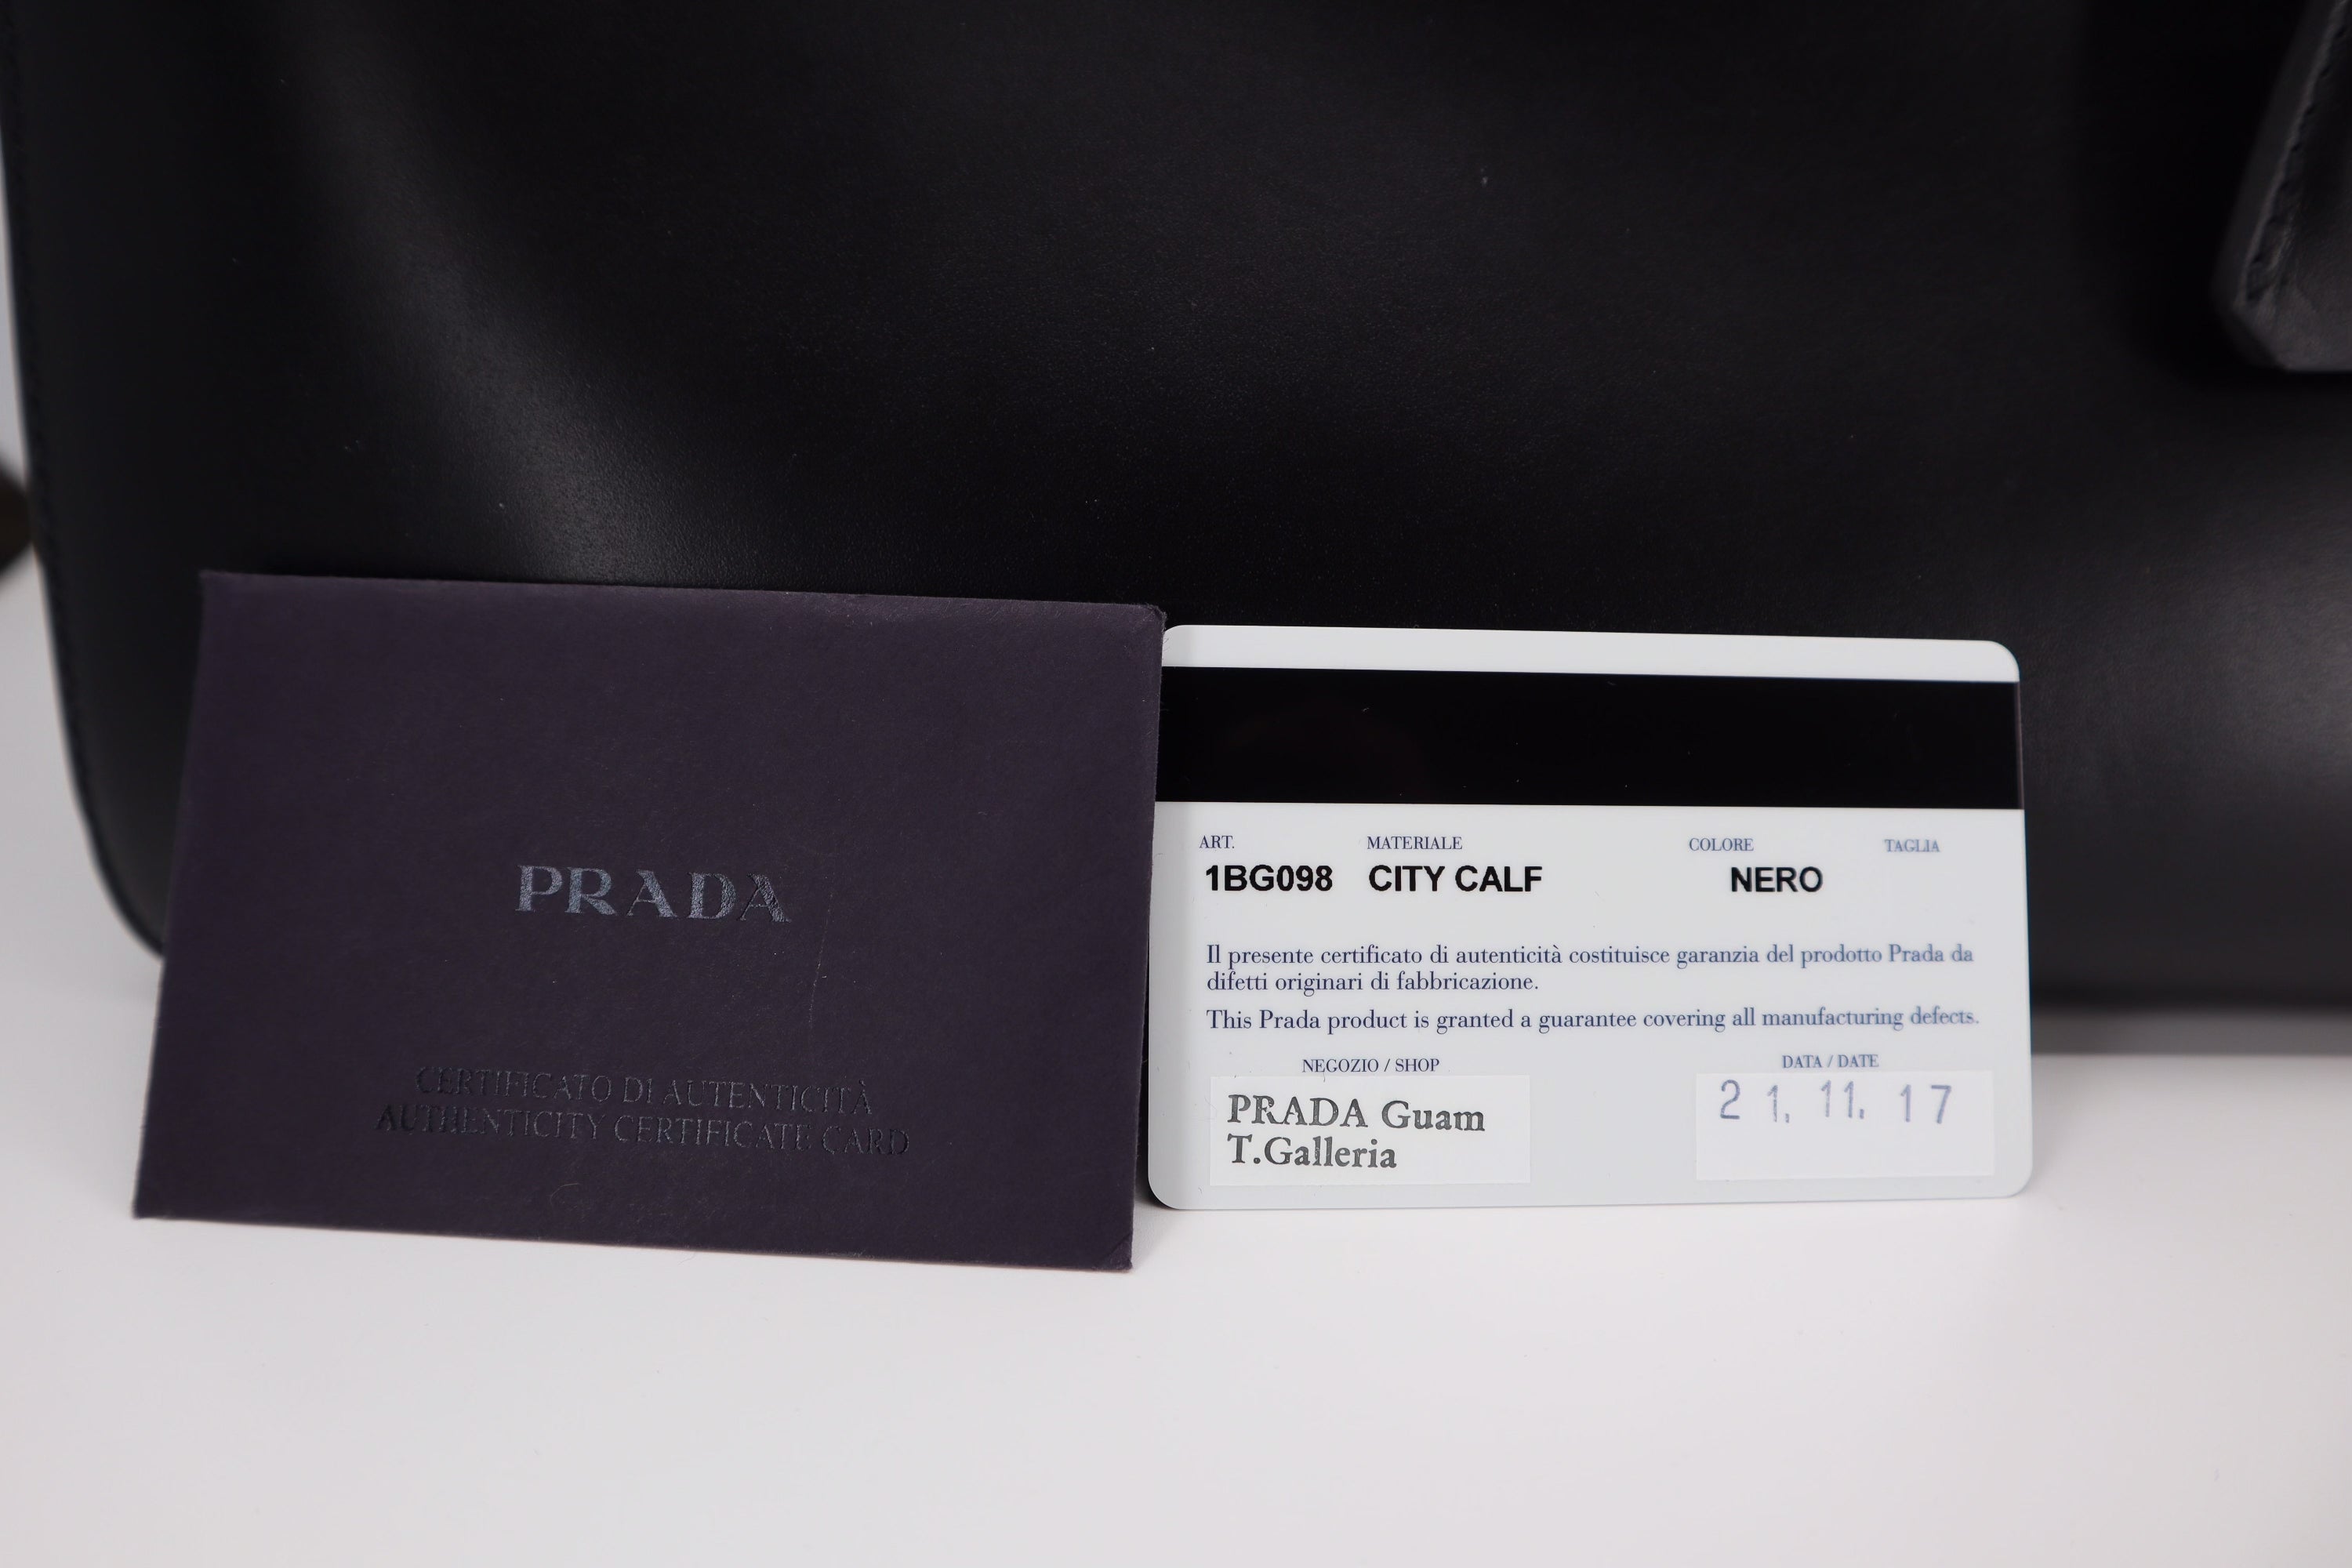 PRADA
CERTIFICATO DI AUTENTICITÀ
AUTHENTICITY CERTIFICATE CARD
ART. MATERIALE COLORE TAGLIA
1BG098 CITY CALF NERO
Il presente certificato di autenticità costituisce garanzia del prodotto Prada da
difetti originari di fabbricazione.
This Prada product is granted a guarantee covering all manufacturing defects.
NEGOZIO / SHOP DATA / DATE
PRADA Guam
T.Galleria
21. 11. 17